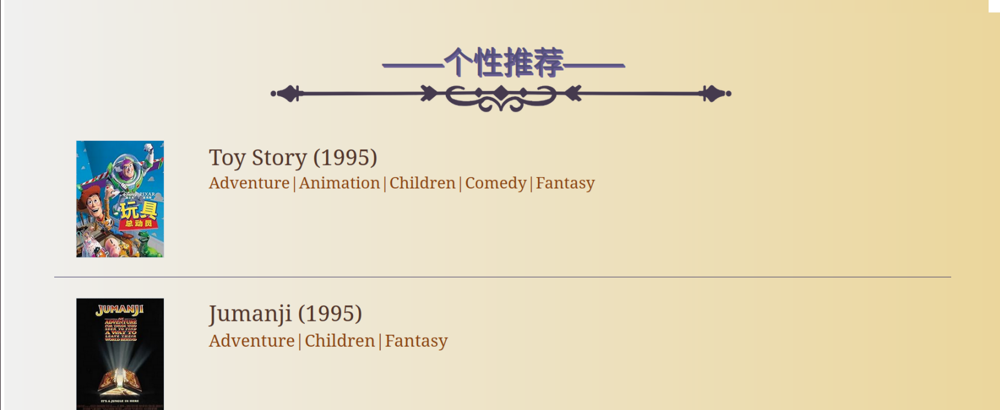 ——个性推荐——
Toy Story (1995)
Adventure|Animation|Children|Comedy|Fantasy
Disney PIXAR
玩具
总动员
Jumanji (1995)
Adventure|Children|Fantasy
JUMANJI
AN
ADVENTURE
FOR THOSE WHO
SEEK TO FIND
A WAY TO
LEAVE THEIR
WORLD BEHIND
IT'S A JUNGLE IN HERE